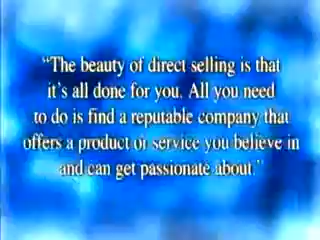 “The beauty of direct selling is that
it's all done for you. All you need
to do is find a reputable company that
offers a product or service you believe in
and can get passionate about.”